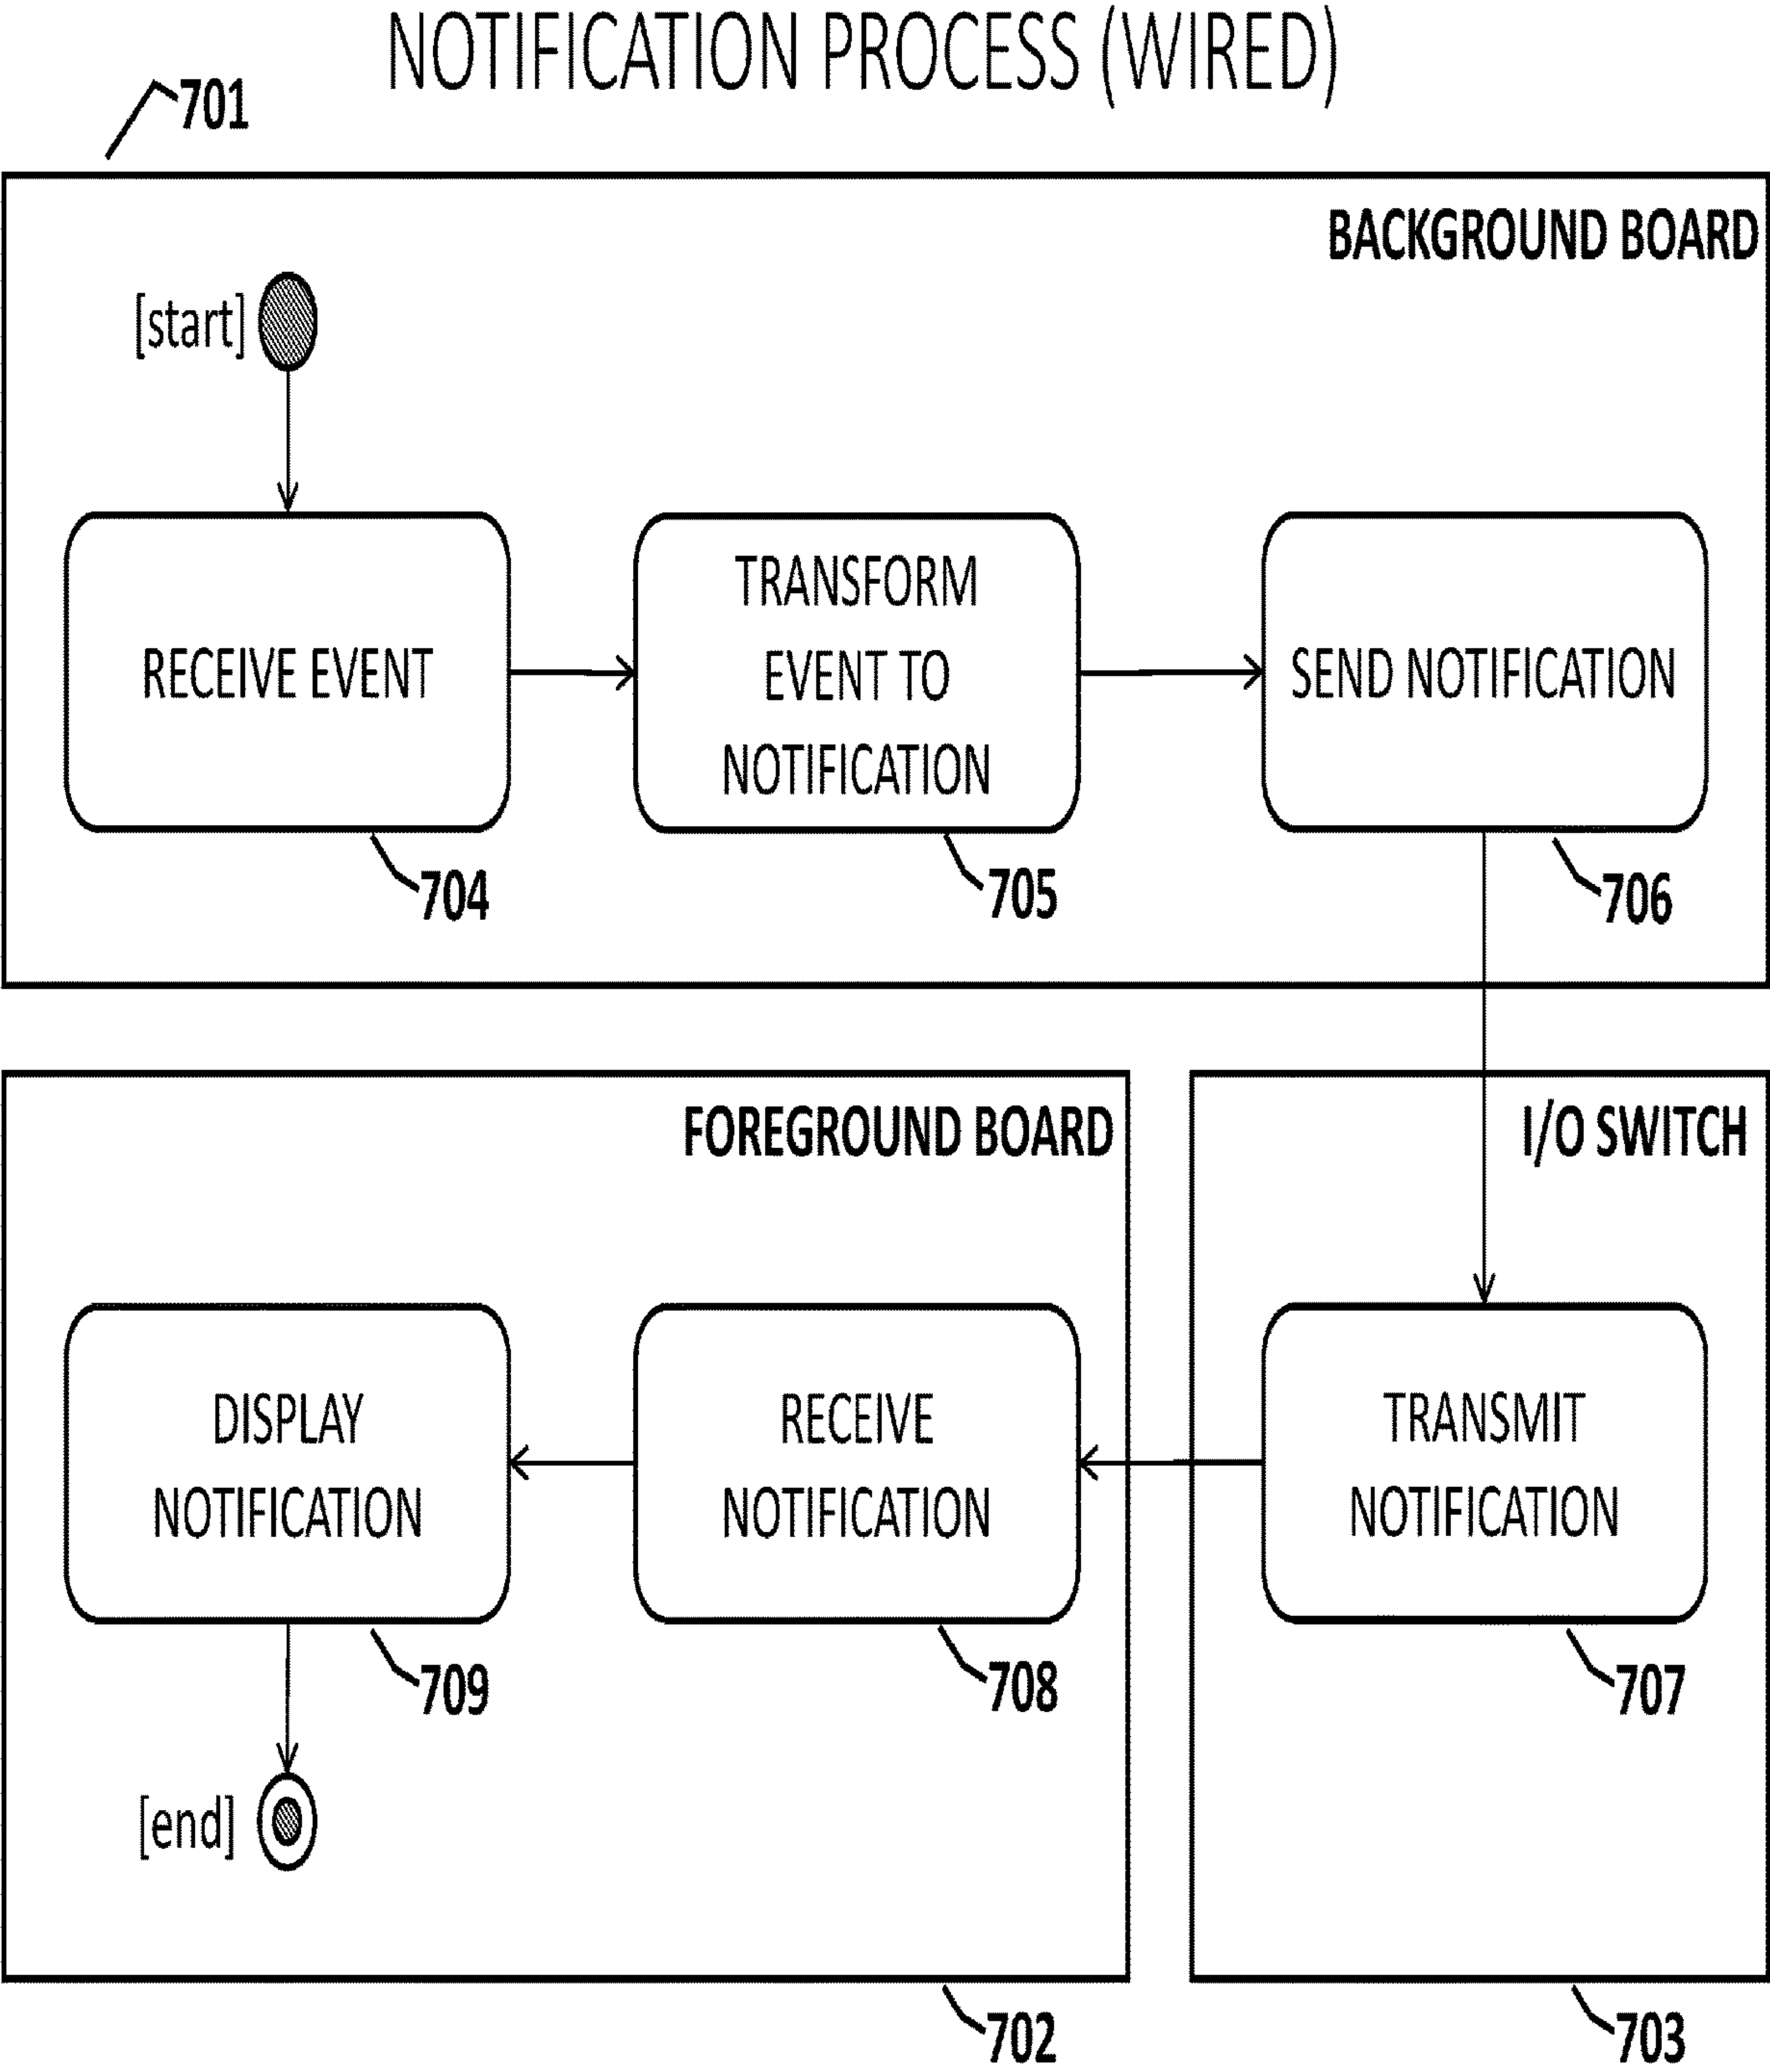 NOTIFICATION PROCESS (WIRED)
701
BACKGROUND BOARD
[start]
RECEIVE EVENT
TRANSFORM
EVENT TO
NOTIFICATION
SEND NOTIFICATION
704
705
706
FOREGROUND BOARD
I/O SWITCH
DISPLAY
NOTIFICATION
RECEIVE
NOTIFICATION
TRANSMIT
NOTIFICATION
709
708
707
[end]
702
703